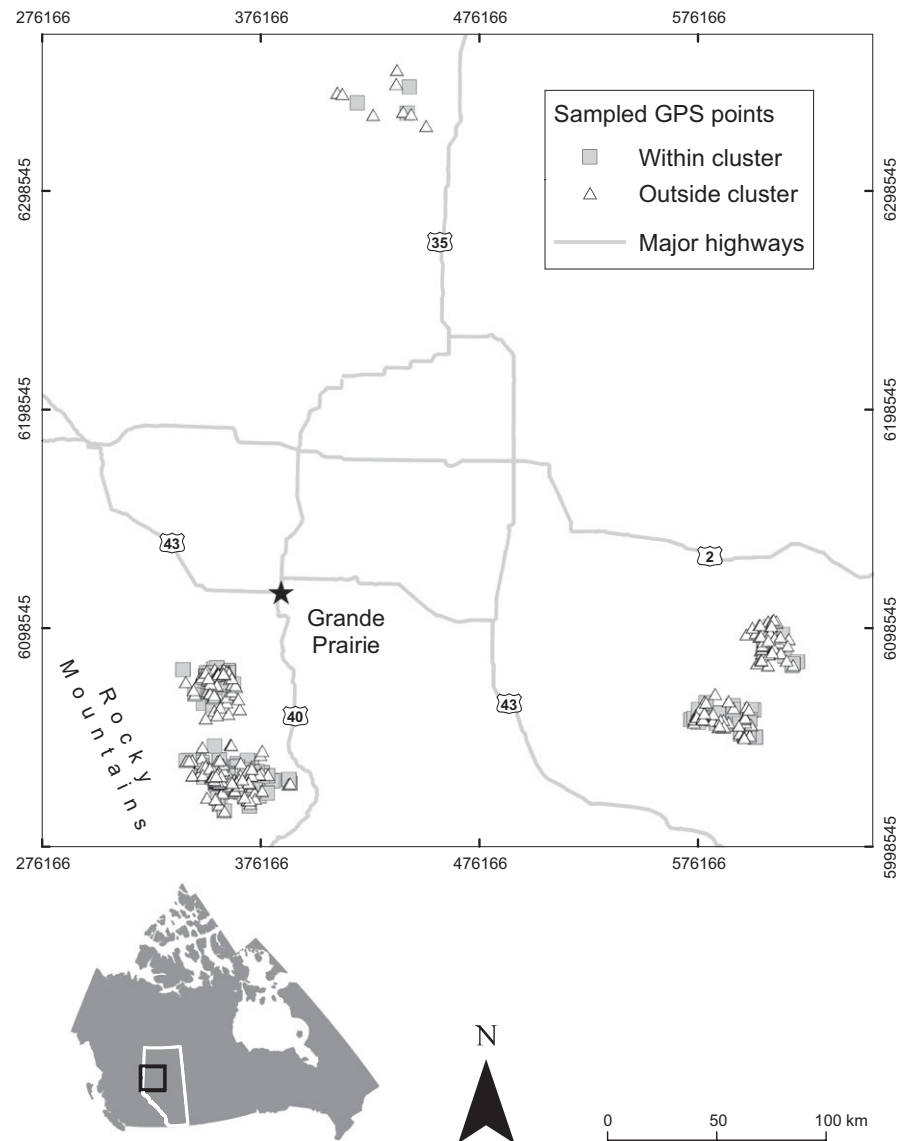 276166 376166 476166 576166
Sampled GPS points
Within cluster
Outside cluster
Major highways
6298545
6298545
35
6198545
6198545
43
2
Grande
Prairie
6098545
6098545
Rocky
Mountains
40
43
5998545
276166 376166 476166 576166
N
0 50 100 km